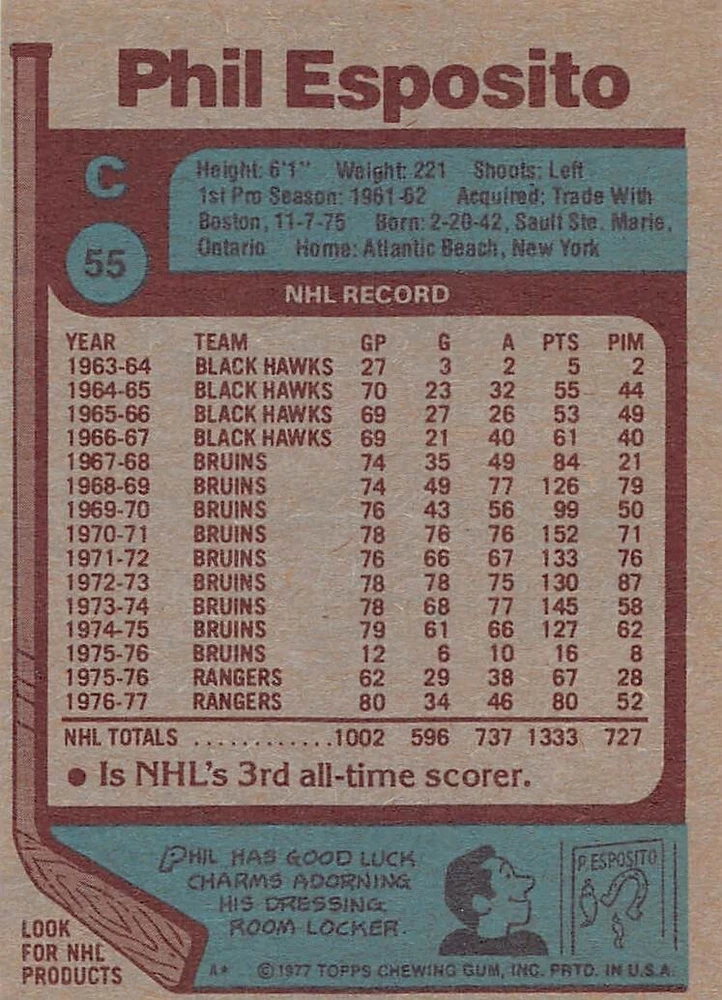 Phil Esposito
C
Height: 6'1" Weight: 221 Shoots: Left
1st Pro Season: 1961-62 Acquired: Trade With
Boston, 11-7-75 Born: 2-20-42, Sault Ste. Marie,
Ontario Home: Atlantic Beach, New York
55
NHL RECORD
YEAR TEAM GP G A PTS PIM
1963-64 BLACK HAWKS 27 3 2 5 2
1964-65 BLACK HAWKS 70 23 32 55 44
1965-66 BLACK HAWKS 69 27 26 53 49
1966-67 BLACK HAWKS 69 21 40 61 40
1967-68 BRUINS 74 35 49 84 21
1968-69 BRUINS 74 49 77 126 79
1969-70 BRUINS 76 43 56 99 50
1970-71 BRUINS 78 76 76 152 71
1971-72 BRUINS 76 66 67 133 76
1972-73 BRUINS 78 78 75 130 87
1973-74 BRUINS 78 68 77 145 58
1974-75 BRUINS 79 61 66 127 62
1975-76 BRUINS 12 6 10 16 8
1975-76 RANGERS 62 29 38 67 28
1976-77 RANGERS 80 34 46 80 52
NHL TOTALS ............1002 596 737 1333 727
• Is NHL's 3rd all-time scorer.
PHIL HAS GOOD LUCK
CHARMS ADORNING
HIS DRESSING
ROOM LOCKER.
P. ESPOSITO
LOOK
FOR NHL
PRODUCTS
A* ©1977 TOPPS CHEWING GUM, INC. PRTD. IN U.S.A.